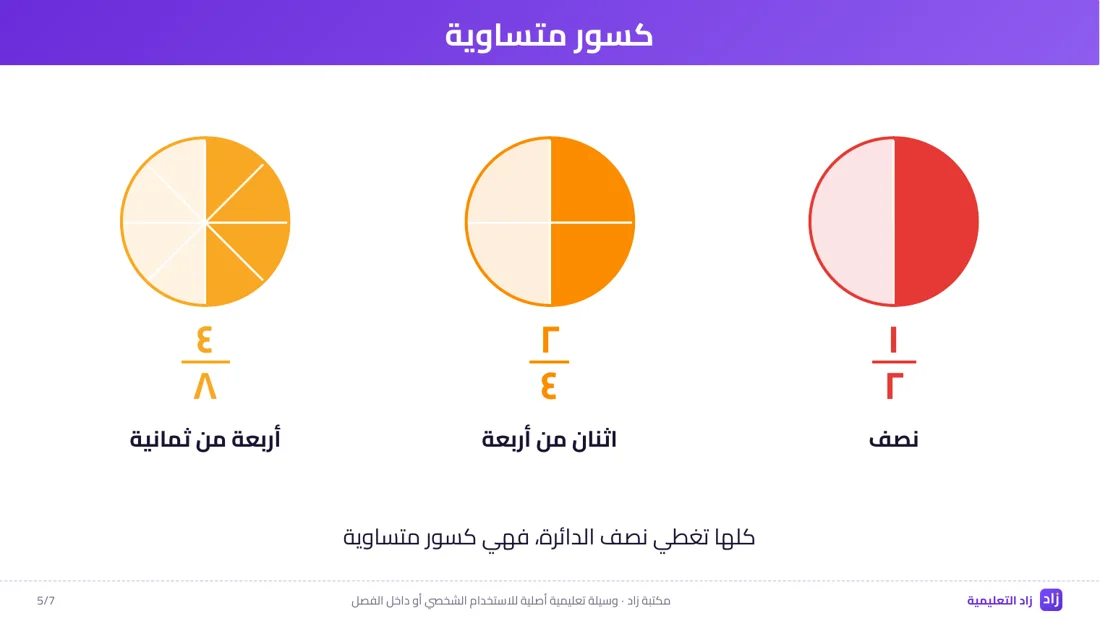 كسور متساوية
١
٢
نصف
٢
٤
اثنان من أربعة
٤
٨
أربعة من ثمانية
كلها تغطي نصف الدائرة، فهي كسور متساوية
زاد
زاد التعليمية
مكتبة زاد · وسيلة تعليمية أصلية للاستخدام الشخصي أو داخل الفصل
5/7